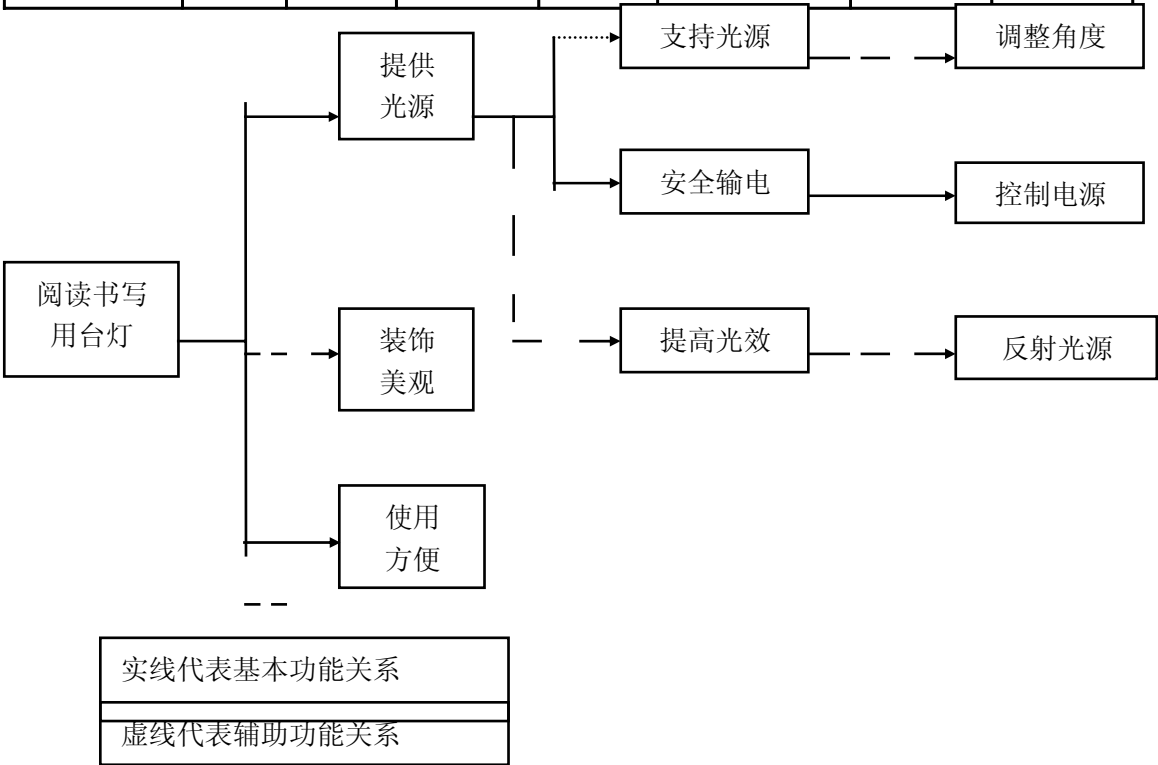 支持光源
调整角度
提供
光源
安全输电
控制电源
阅读书写
用台灯
装饰
美观
提高光效
反射光源
使用
方便
实线代表基本功能关系
虚线代表辅助功能关系